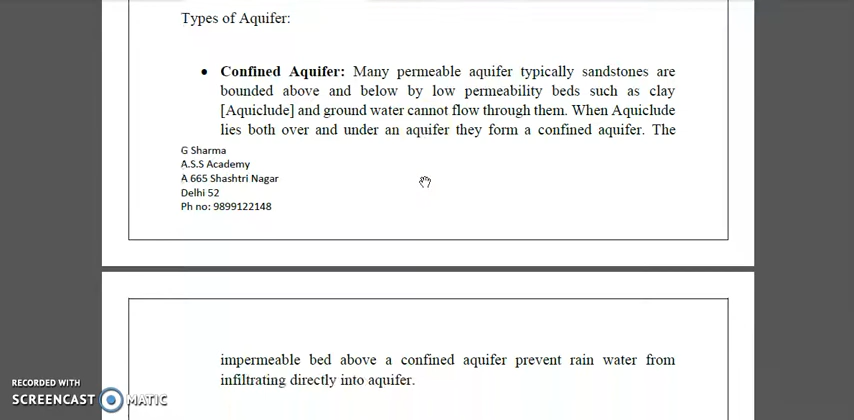 Types of Aquifer:
• Confined Aquifer: Many permeable aquifer typically sandstones are
bounded above and below by low permeability beds such as clay
[Aquiclude] and ground water cannot flow through them. When Aquiclude
lies both over and under an aquifer they form a confined aquifer. The
G Sharma
A.S.S Academy
A 665 Shashtri Nagar
Delhi 52
Ph no: 9899122148
impermeable bed above a confined aquifer prevent rain water from
infiltrating directly into aquifer.
RECORDED WITH
SCREENCAST MATIC